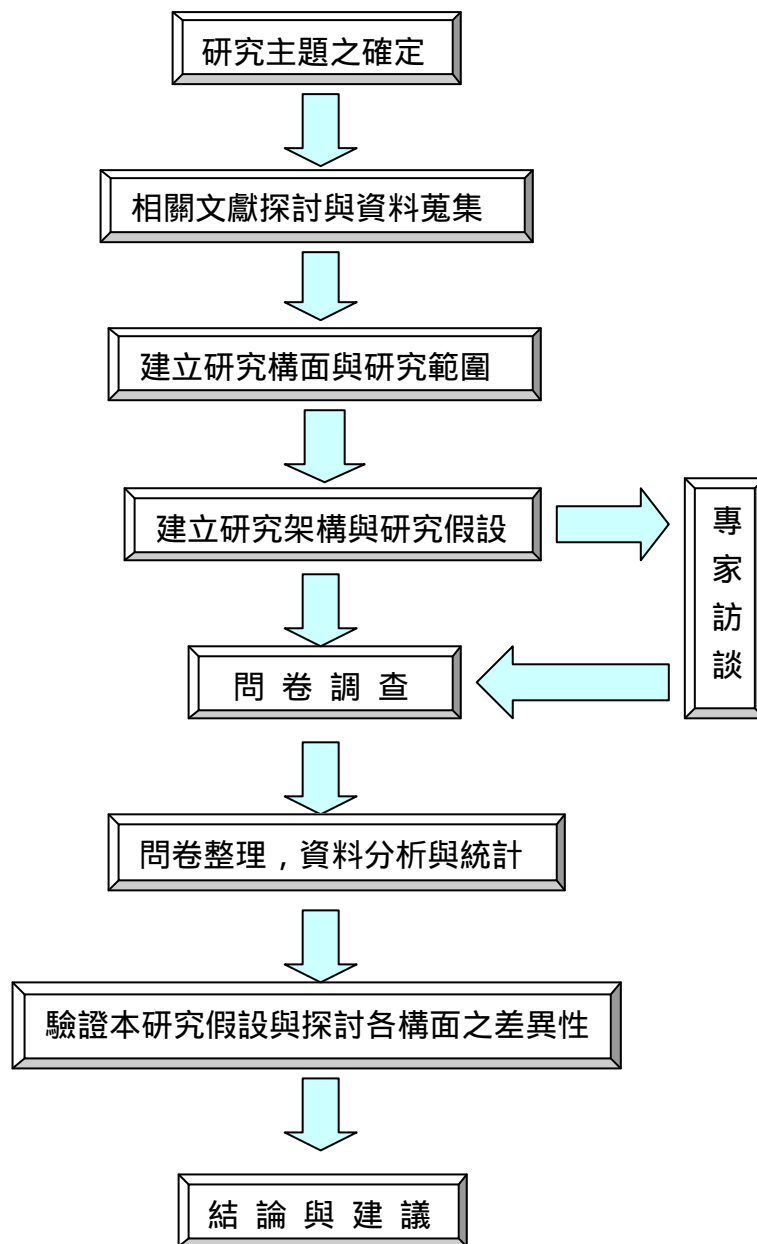 研究主題之確定
相關文獻探討與資料蒐集
建立研究構面與研究範圍
建立研究架構與研究假設
專家訪談
問卷調查
問卷整理，資料分析與統計
驗證本研究假設與探討各構面之差異性
結論與建議